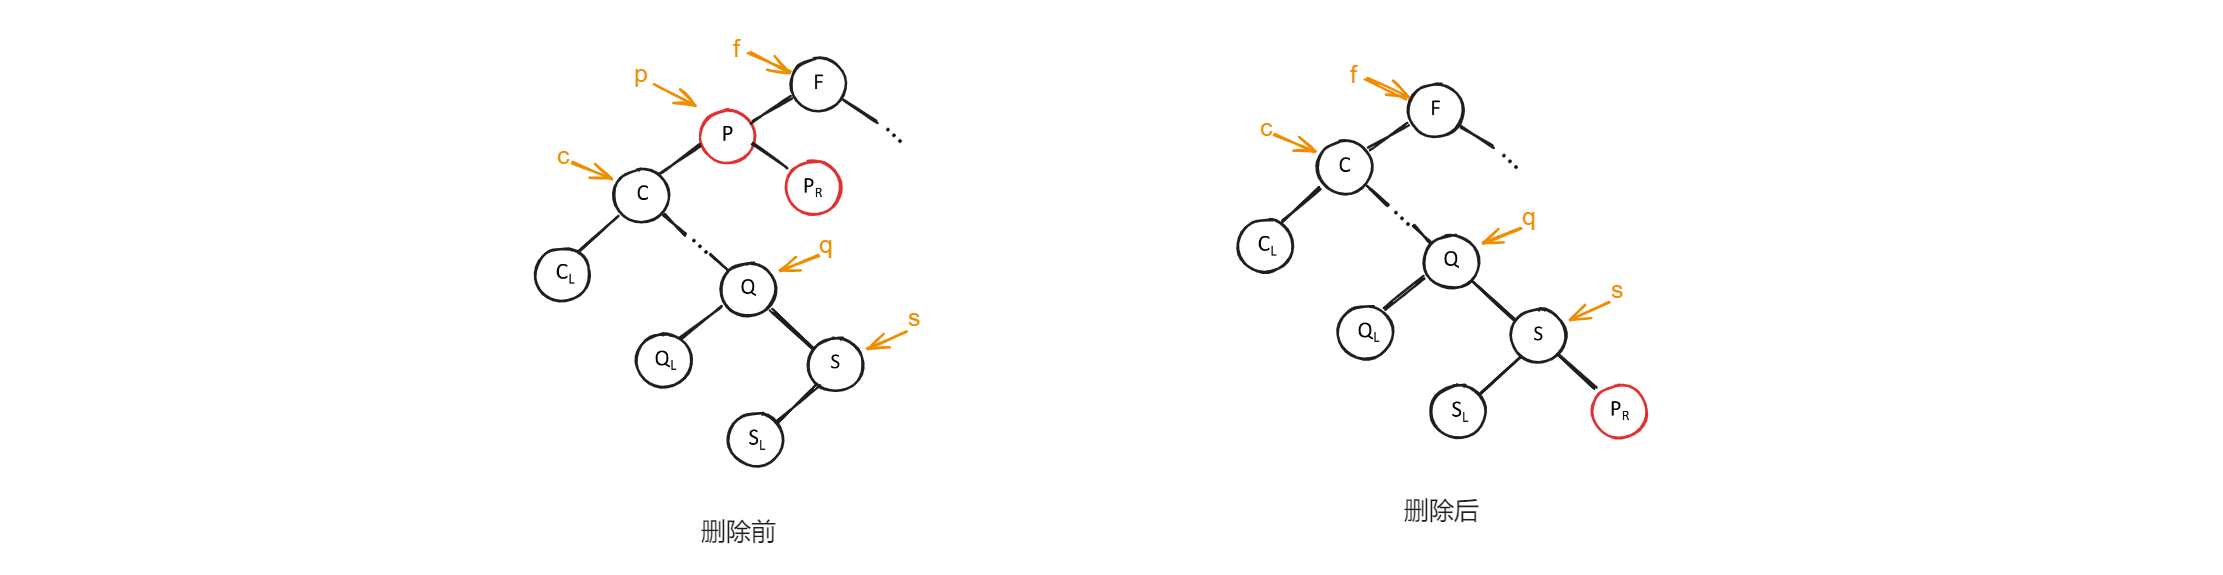 f
F
p
P
c
C
P_R
C_L
q
Q
s
Q_L
S
S_L
删除前
f
F
c
C
q
C_L
Q
s
Q_L
S
S_L
P_R
删除后